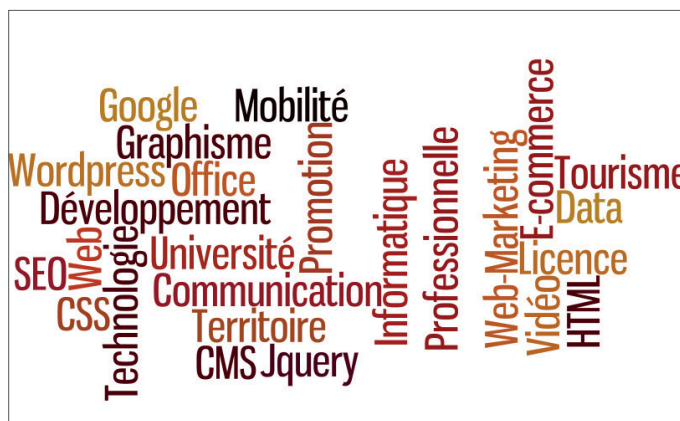 Google
Mobilité
Graphisme
Wordpress
Office
Développement
Promotion
Web
Technologie
Université
SEO
Communication
CSS
Territoire
CMS
Jquery
Informatique
Professionnelle
Web-Marketing
E-commerce
Tourisme
Data
Licence
Vidéo
HTML